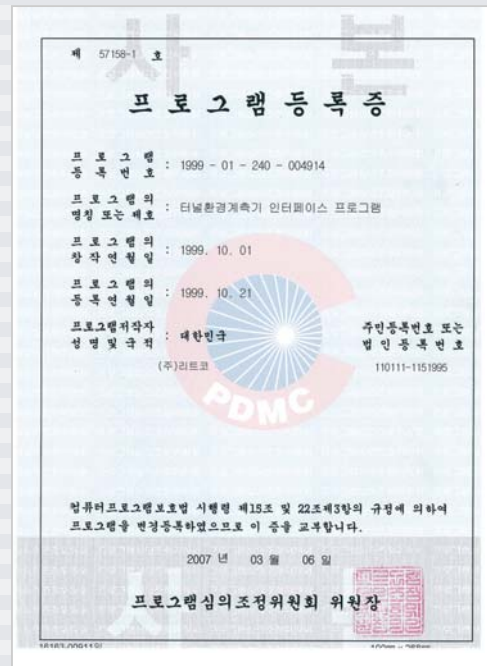 사 본
제 57158-1 호
프로그램등록증
프로그램
등록번호 : 1999 - 01 - 240 - 004914
프로그램의
명칭 또는 제호 : 터널환경계측기 인터페이스 프로그램
프로그램의
창작연월일 : 1999. 10. 01
프로그램의
등록연월일 : 1999. 10. 21
프로그램저작자
성명및국적 : 대한민국
주민등록번호 또는
법인등록번호
(주)리트코 110111-1151995
PDMC
컴퓨터프로그램보호법 시행령 제15조 및 22조제3항의 규정에 의하여
프로그램을 변경등록하였으므로 이 증을 교부합니다.
2007 년 03 월 06 일
프로그램심의조정위원회 위원장